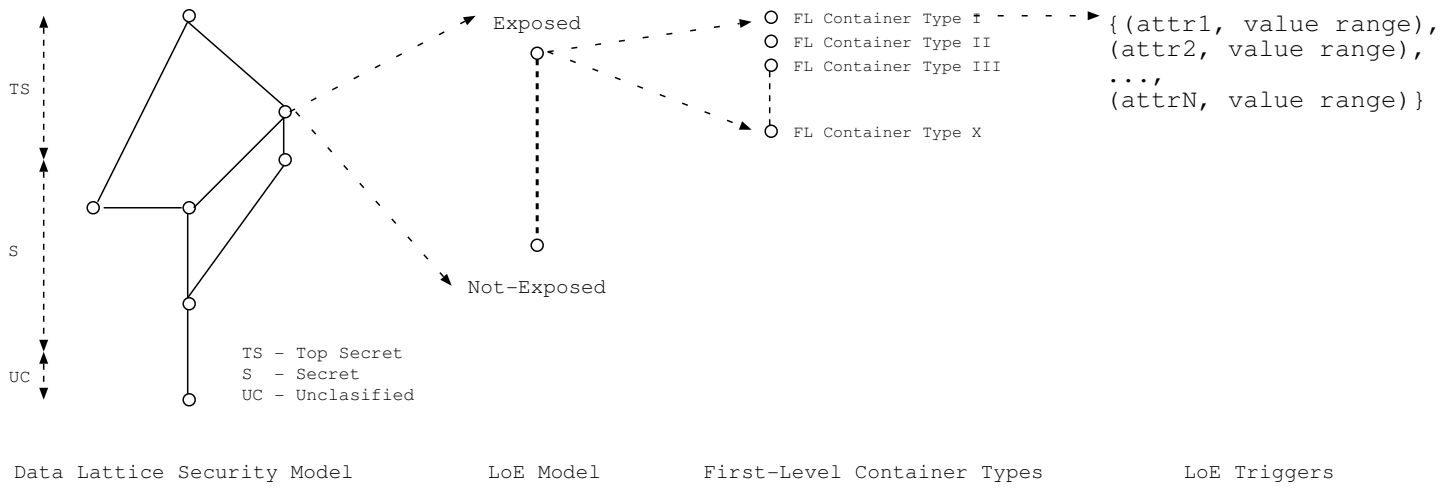 Exposed
FL Container Type I
FL Container Type II
FL Container Type III
FL Container Type X
{(attr1, value range),
(attr2, value range),
...,
(attrN, value range)}
TS
S
UC
Not-Exposed
TS - Top Secret
S - Secret
UC - Unclasified
Data Lattice Security Model
LoE Model
First-Level Container Types
LoE Triggers